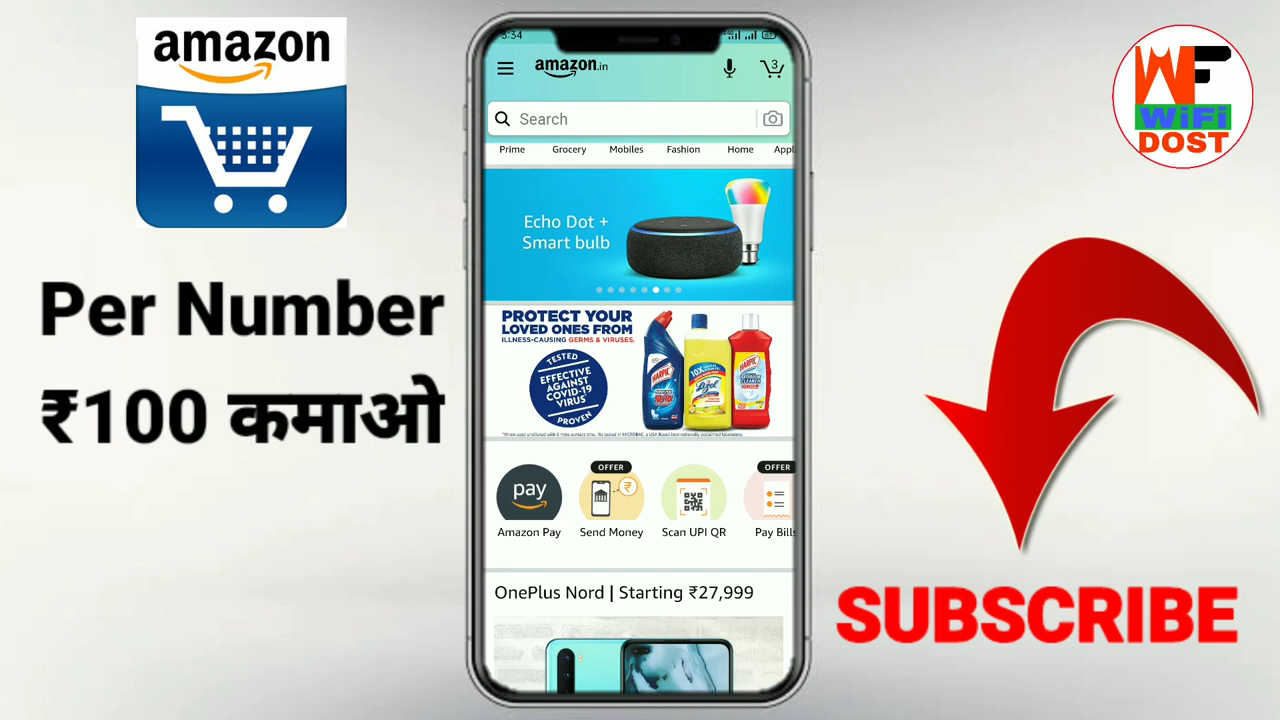 amazon
Per Number
₹100 कमाओ
3:34
amazon.in
3
Search
Prime Grocery Mobiles Fashion Home Appl
Echo Dot +
Smart bulb
PROTECT YOUR
LOVED ONES FROM
ILLNESS-CAUSING GERMS & VIRUSES.
TESTED
EFFECTIVE
AGAINST
COVID-19
VIRUS*
PROVEN
HARPIC
10X
Lizol
HARPIC
OFFER
OFFER
pay
Amazon Pay Send Money Scan UPI QR Pay Bills
OnePlus Nord | Starting ₹27,999
WF
WiFi
DOST
SUBSCRIBE